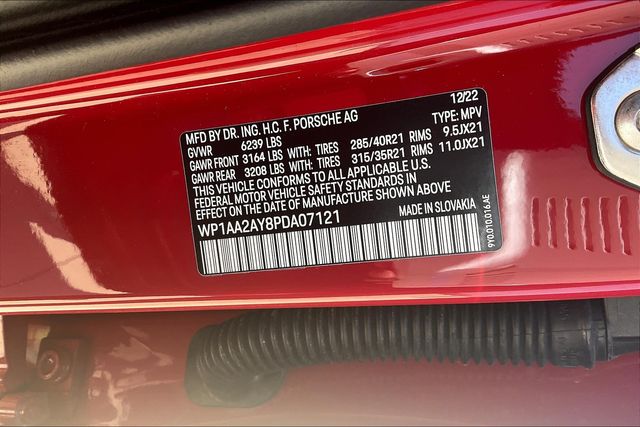 12/22
MFD BY DR. ING. H.C. F. PORSCHE AG
TYPE: MPV
GVWR 6239 LBS
GAWR FRONT 3164 LBS WITH: TIRES 285/40R21 RIMS 9.5JX21
GAWR REAR 3208 LBS WITH: TIRES 315/35R21 RIMS 11.0JX21
THIS VEHICLE CONFORMS TO ALL APPLICABLE U.S.
FEDERAL MOTOR VEHICLE SAFETY STANDARDS IN
EFFECT ON THE DATE OF MANUFACTURE SHOWN ABOVE
WP1AA2AY8PDA07121
MADE IN SLOVAKIA
9Y0.010.016.AE